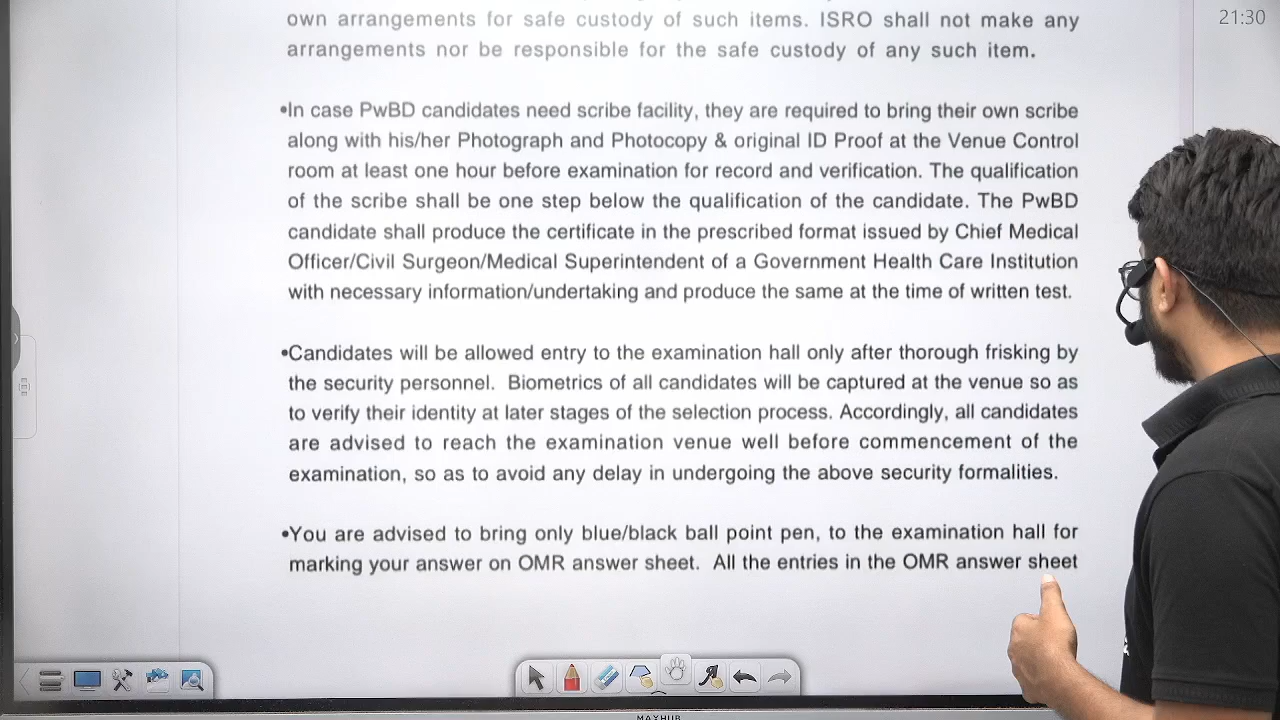 own arrangements for safe custody of such items. ISRO shall not make any
arrangements nor be responsible for the safe custody of any such item.
•In case PwBD candidates need scribe facility, they are required to bring their own scribe
along with his/her Photograph and Photocopy & original ID Proof at the Venue Control
room at least one hour before examination for record and verification. The qualification
of the scribe shall be one step below the qualification of the candidate. The PwBD
candidate shall produce the certificate in the prescribed format issued by Chief Medical
Officer/Civil Surgeon/Medical Superintendent of a Government Health Care Institution
with necessary information/undertaking and produce the same at the time of written test.
•Candidates will be allowed entry to the examination hall only after thorough frisking by
the security personnel. Biometrics of all candidates will be captured at the venue so as
to verify their identity at later stages of the selection process. Accordingly, all candidates
are advised to reach the examination venue well before commencement of the
examination, so as to avoid any delay in undergoing the above security formalities.
•You are advised to bring only blue/black ball point pen, to the examination hall for
marking your answer on OMR answer sheet. All the entries in the OMR answer sheet
21:30
MAXHUB